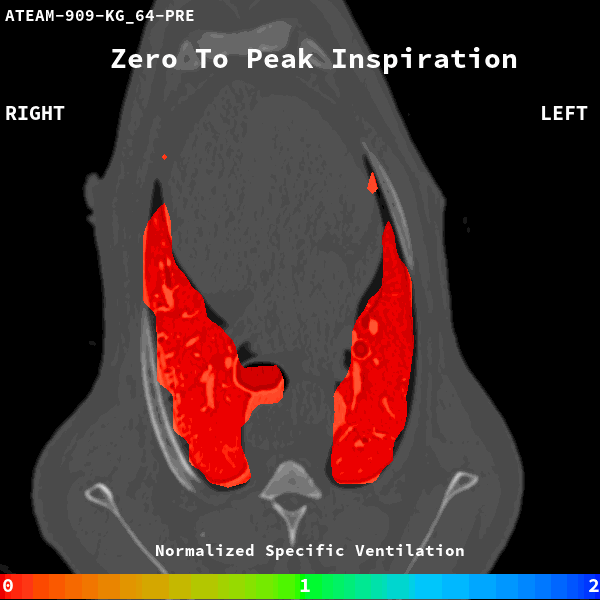 ATEAM-909-KG_64-PRE
Zero To Peak Inspiration
RIGHT LEFT
Normalized Specific Ventilation
0 1 2